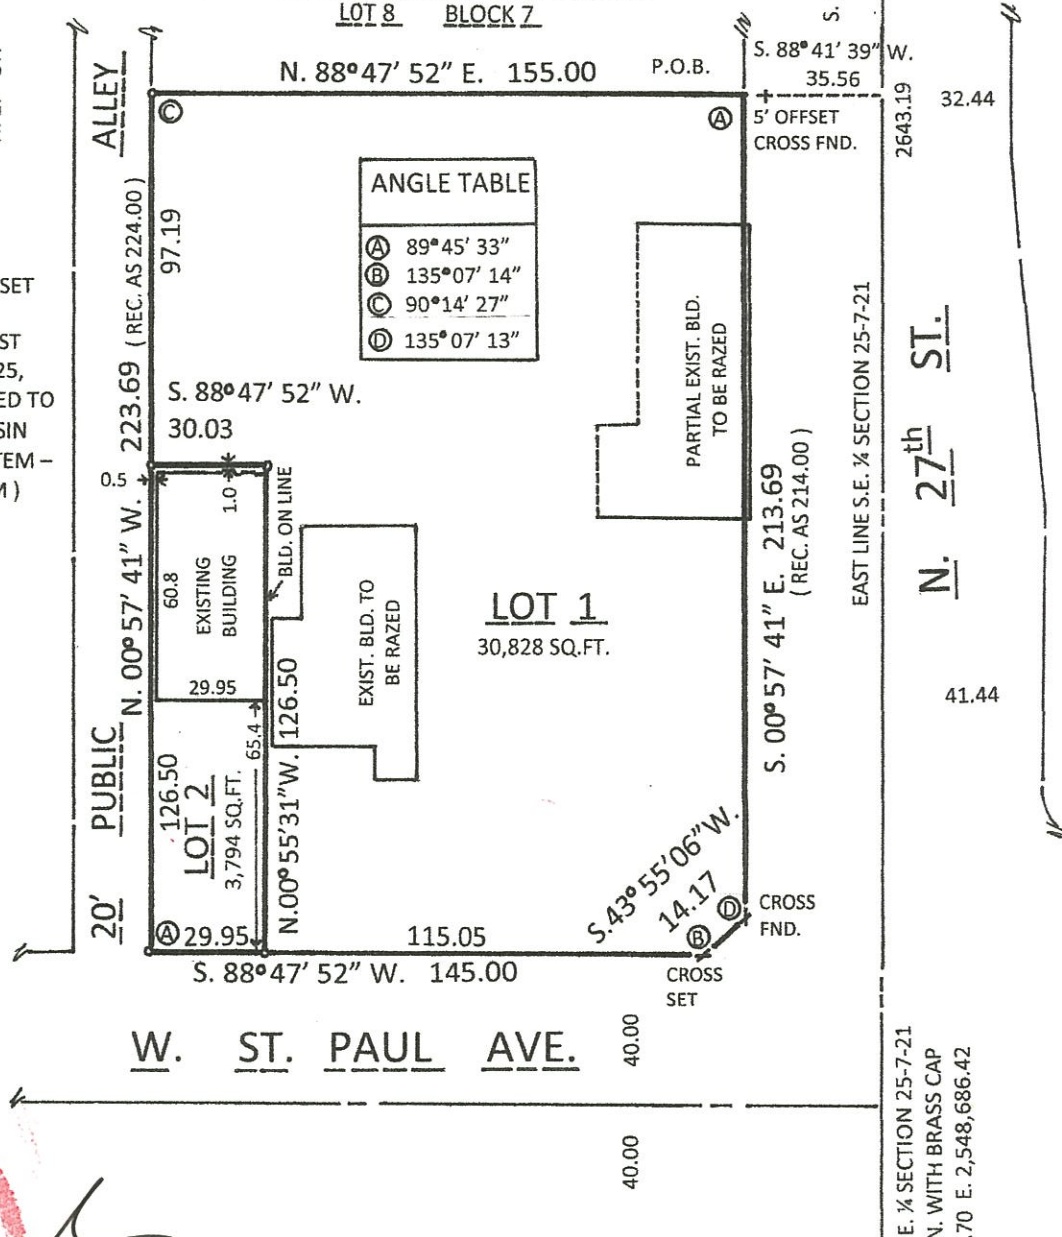 LOT 8 BLOCK 7
S.
S. 88° 41' 39" W.
35.56
N. 88°47' 52" E. 155.00
P.O.B.
C
A
5' OFFSET
CROSS FND.
2643.19
32.44
ALLEY
ANGLE TABLE
A 89°45' 33"
B 135°07' 14"
C 90°14' 27"
D 135°07' 13"
97.19
223.69 ( REC. AS 224.00 )
SET
ST
25,
ED TO
SIN
TEM –
S. 88°47' 52" W.
30.03
0.5
1.0
BLD. ON LINE
PARTIAL EXIST. BLD.
TO BE RAZED
EAST LINE S.E. ¼ SECTION 25-7-21
N. 27th ST.
N. 00°57' 41" W.
60.8
EXISTING
BUILDING
29.95
EXIST. BLD. TO
BE RAZED
LOT 1
30,828 SQ.FT.
S. 00°57' 41" E. 213.69
( REC. AS 214.00 )
41.44
20' PUBLIC
126.50
LOT 2
3,794 SQ.FT.
65.4
N.00°55'31"W. 126.50
S.43°55'06"W.
14.17
D
CROSS
FND.
B
A
29.95
115.05
S. 88°47' 52" W. 145.00
CROSS
SET
W. ST. PAUL AVE.
40.00
40.00
E. ¼ SECTION 25-7-21
N. WITH BRASS CAP
.70 E. 2,548,686.42